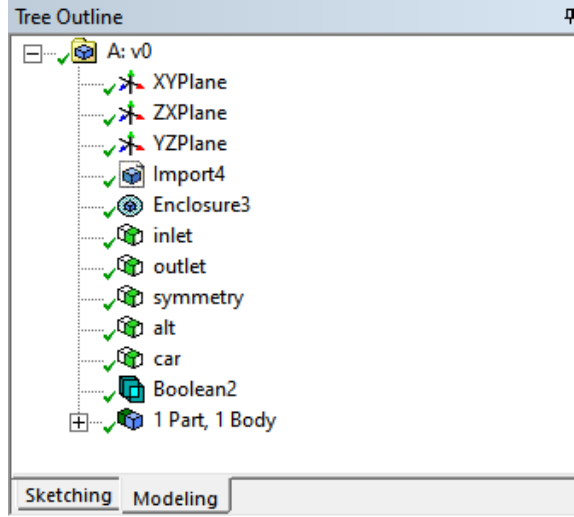 Tree Outline
A: v0
XYPlane
ZXPlane
YZPlane
Import4
Enclosure3
inlet
outlet
symmetry
alt
car
Boolean2
1 Part, 1 Body
Sketching Modeling